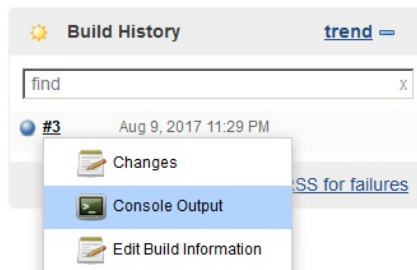 Build History trend
find x
#3 Aug 9, 2017 11:29 PM
Changes
SS for failures
Console Output
Edit Build Information